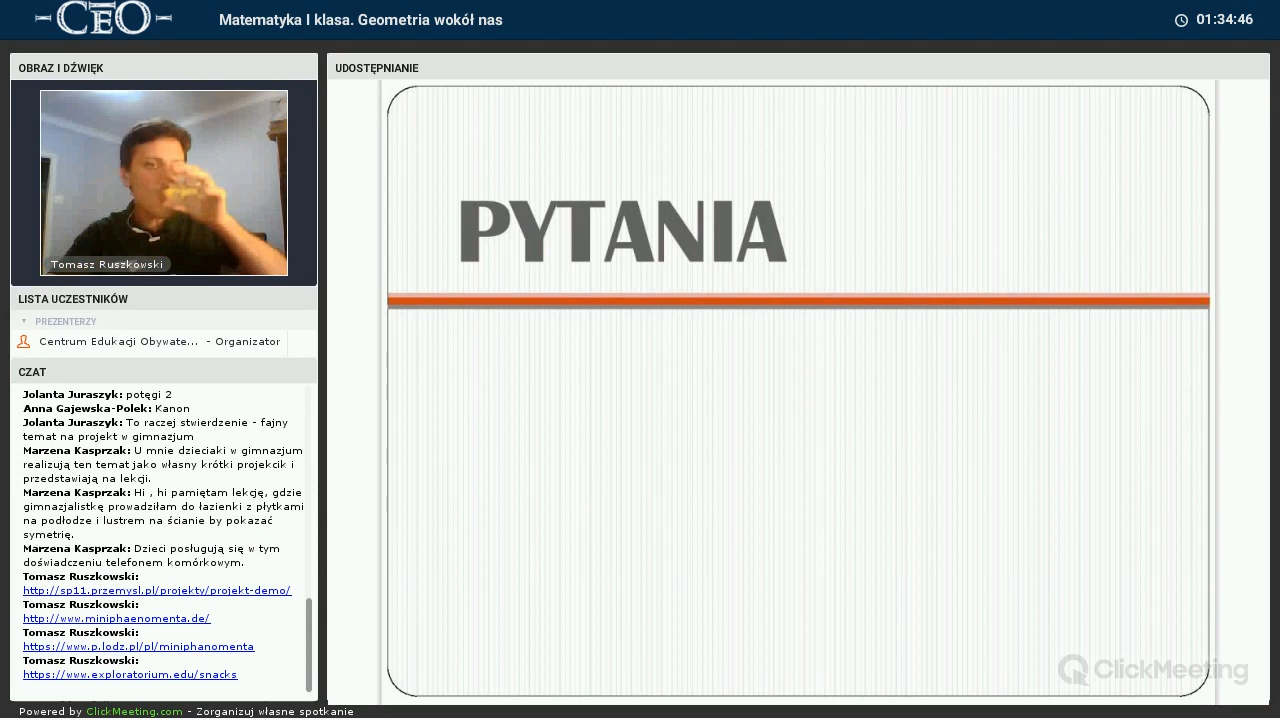 CEO
Matematyka I klasa. Geometria wokół nas
01:34:46
OBRAZ I DŹWIĘK
UDOSTĘPNIANIE
Tomasz Ruszkowski
PYTANIA
LISTA UCZESTNIKÓW
PREZENTERZY
Centrum Edukacji Obywate... - Organizator
CZAT
Jolanta Juraszyk: potęgi 2
Anna Gajewska-Polek: Kanon
Jolanta Juraszyk: To raczej stwierdzenie - fajny
temat na projekt w gimnazjum
Marzena Kasprzak: U mnie dzieciaki w gimnazjum
realizują ten temat jako własny krótki projekcik i
przedstawiają na lekcji.
Marzena Kasprzak: Hi , hi pamiętam lekcję, gdzie
gimnazjalistkę prowadziłam do łazienki z płytkami
na podłodze i lustrem na ścianie by pokazać
symetrię.
Marzena Kasprzak: Dzieci posługują się w tym
doświadczeniu telefonem komórkowym.
Tomasz Ruszkowski:
http://sp11.przemysl.pl/projekty/projekt-demo/
Tomasz Ruszkowski:
http://www.miniphaenomenta.de/
Tomasz Ruszkowski:
https://www.p.lodz.pl/pl/miniphanomenta
Tomasz Ruszkowski:
https://www.exploratorium.edu/snacks
ClickMeeting
Powered by ClickMeeting.com - Zorganizuj własne spotkanie